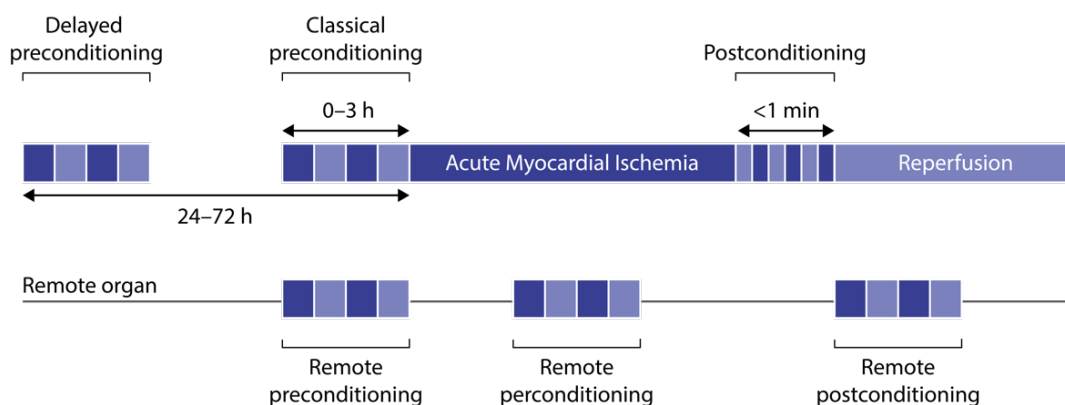 Delayed
preconditioning
Classical
preconditioning
Postconditioning
0–3 h
<1 min
Acute Myocardial Ischemia
Reperfusion
24–72 h
Remote organ
Remote
preconditioning
Remote
perconditioning
Remote
postconditioning